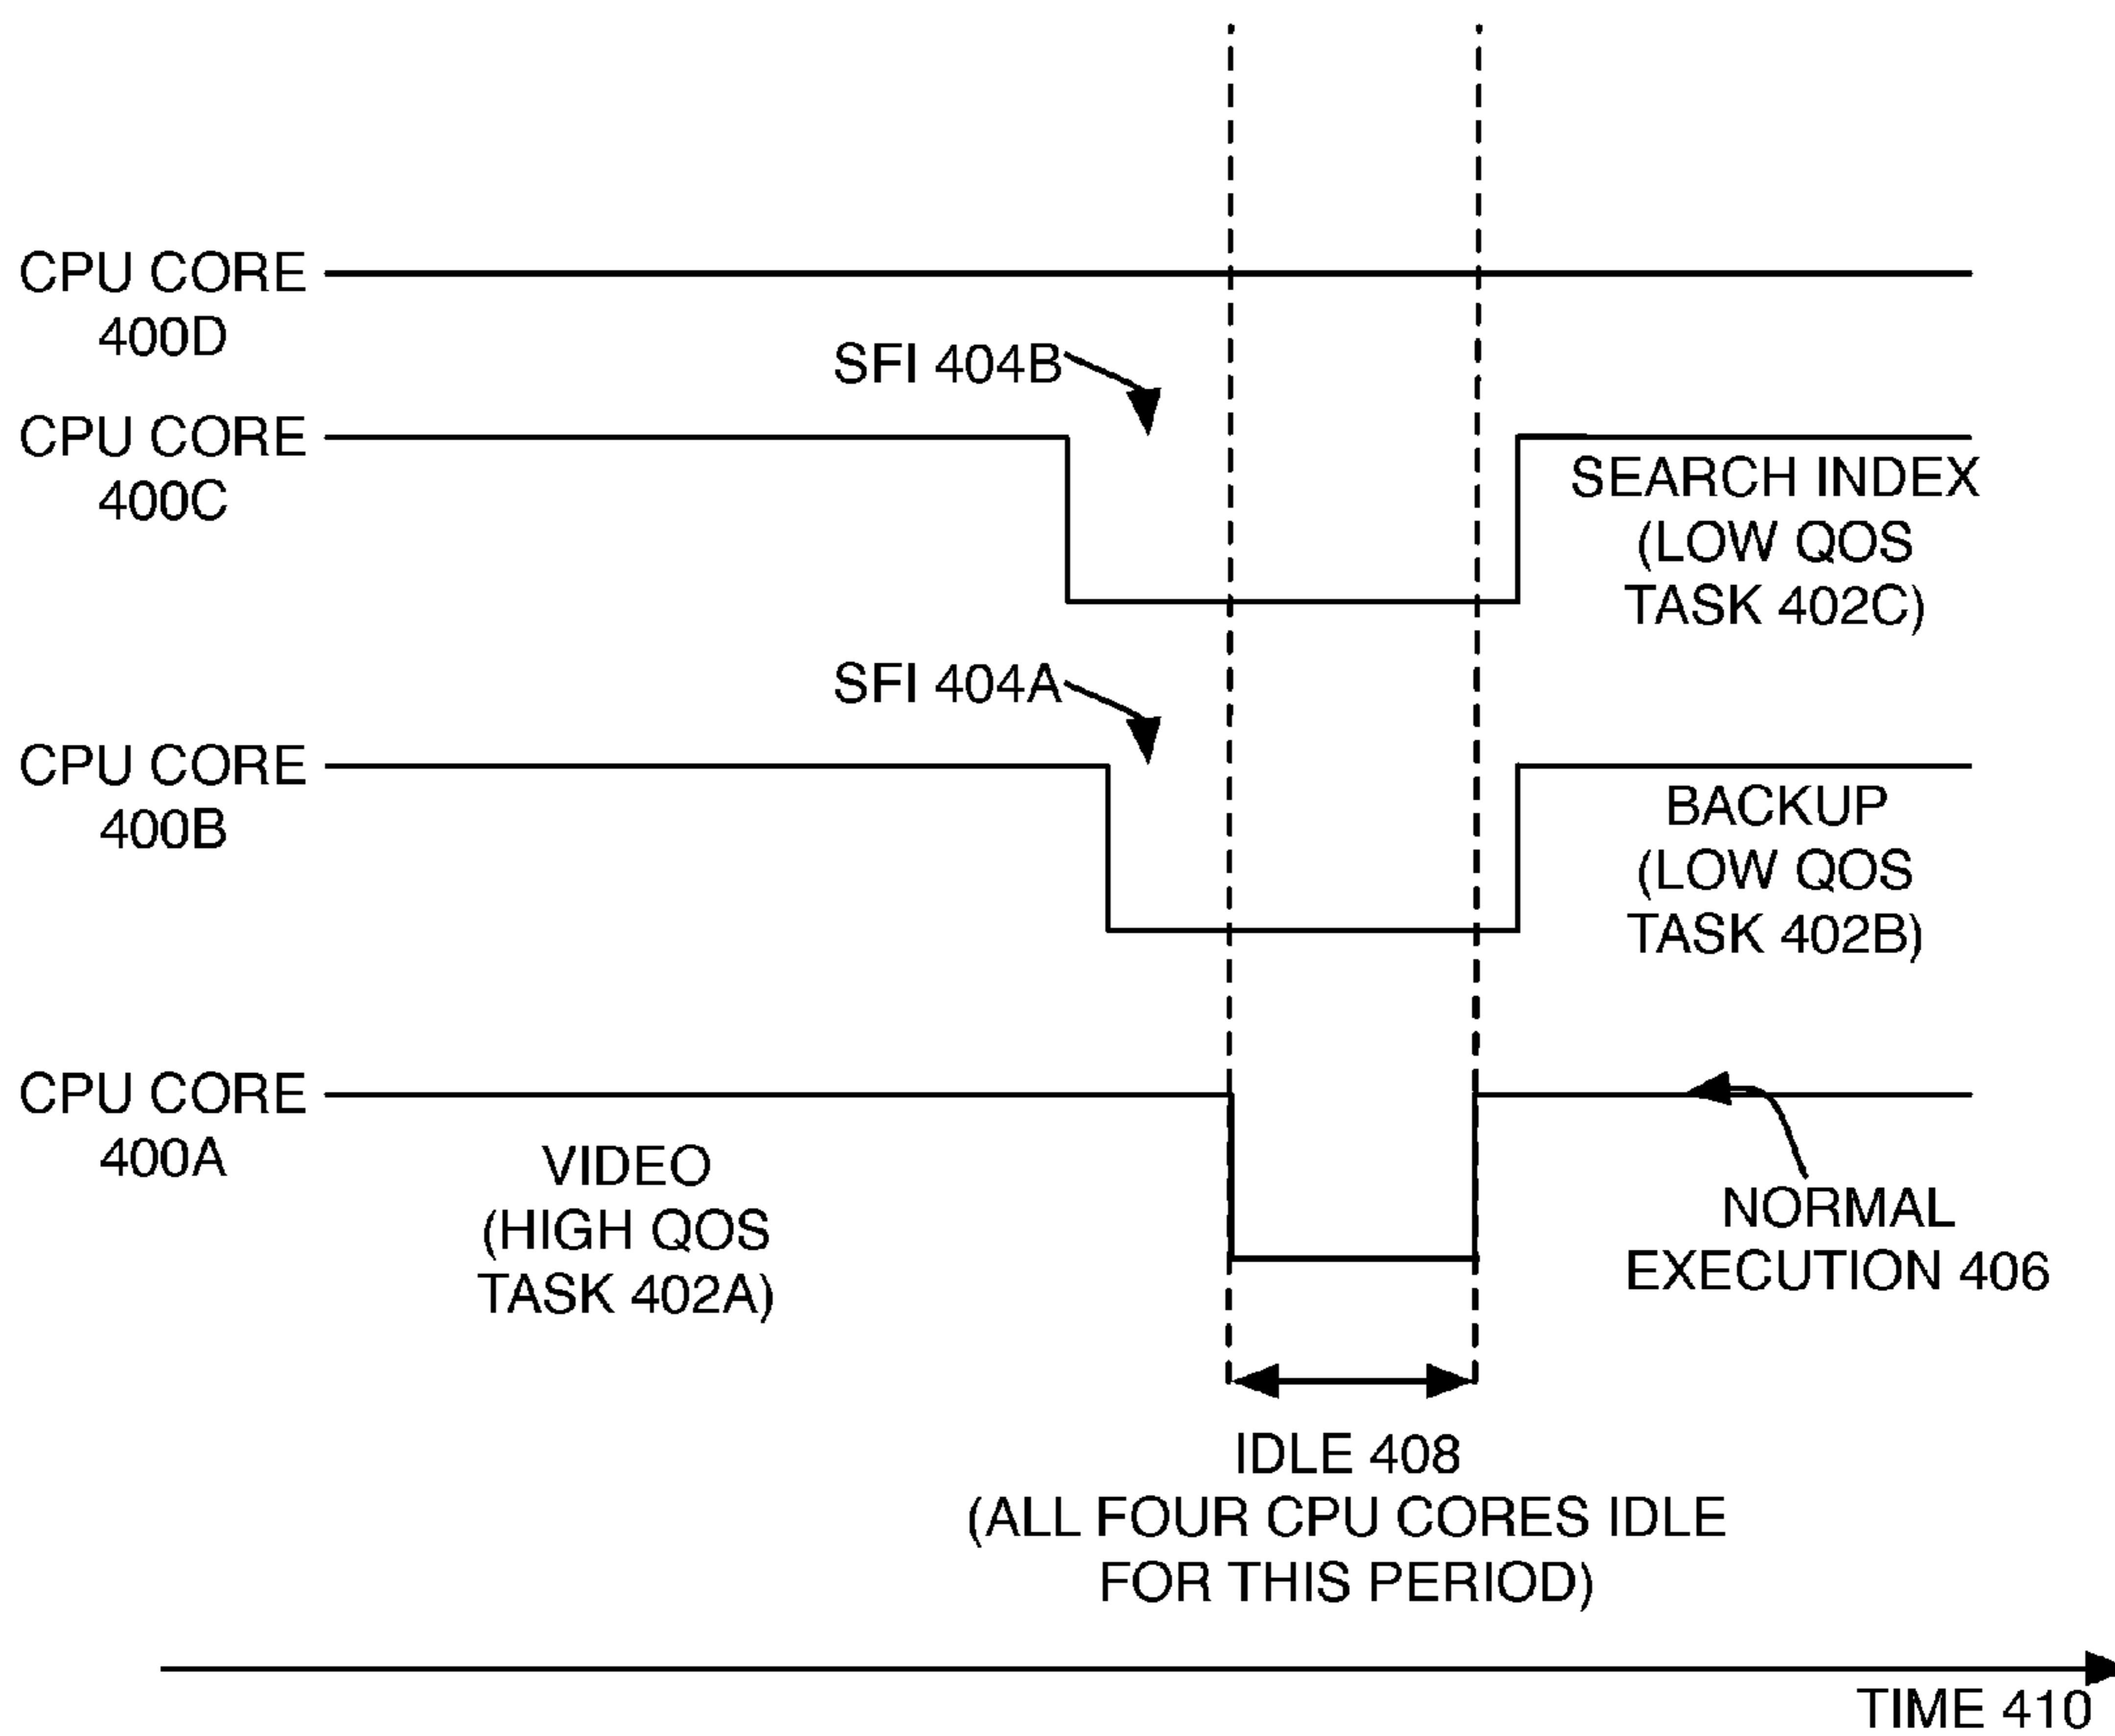 CPU CORE
400D
SFI 404B
CPU CORE
400C
SEARCH INDEX
(LOW QOS
TASK 402C)
SFI 404A
CPU CORE
400B
BACKUP
(LOW QOS
TASK 402B)
CPU CORE
400A
VIDEO
(HIGH QOS
TASK 402A)
NORMAL
EXECUTION 406
IDLE 408
(ALL FOUR CPU CORES IDLE
FOR THIS PERIOD)
TIME 410